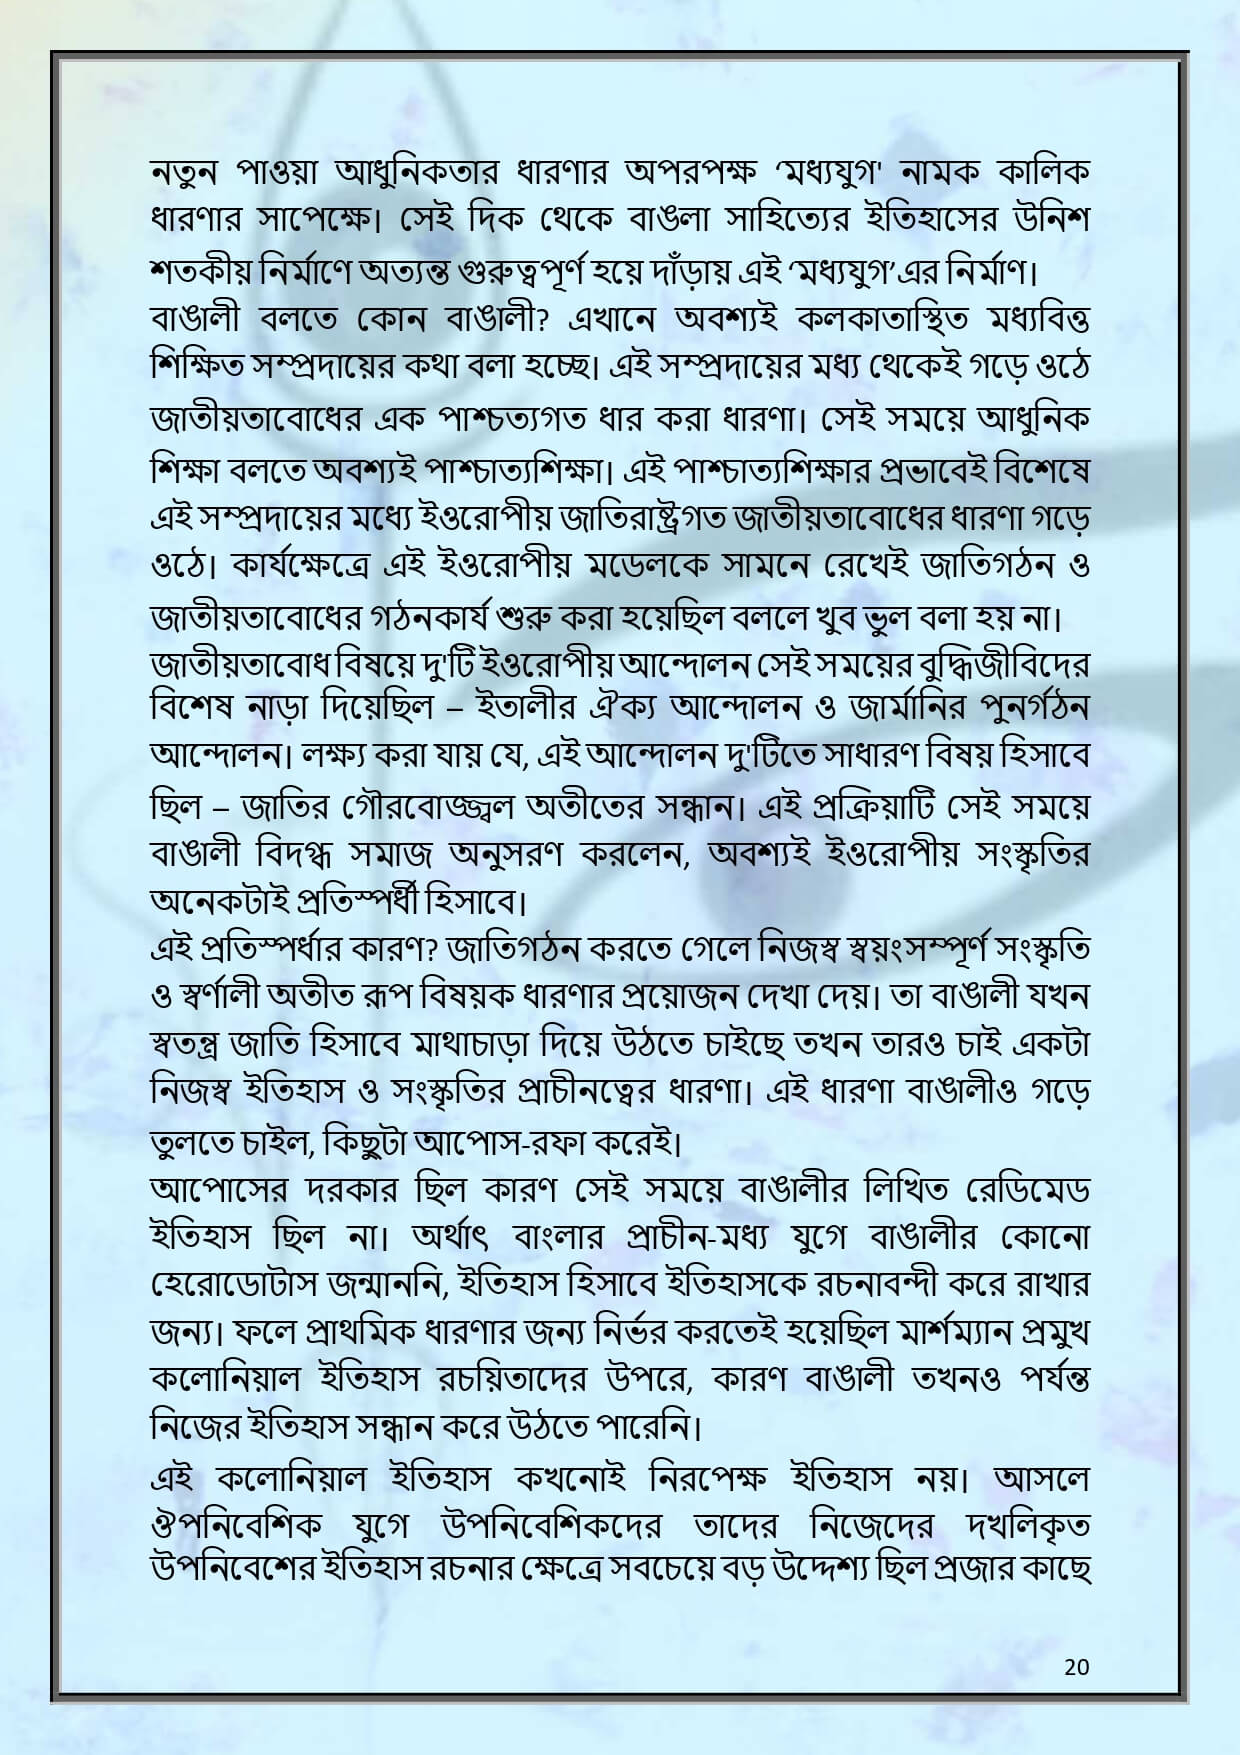 নতুন পাওয়া আধুনিকতার ধারণার অপরপক্ষ ‘মধ্যযুগ' নামক কালিক
ধারণার সাপেক্ষে। সেই দিক থেকে বাঙলা সাহিত্যের ইতিহাসের উনিশ
শতকীয় নির্মাণে অত্যন্ত গুরুত্বপূর্ণ হয়ে দাঁড়ায় এই ‘মধ্যযুগ’এর নির্মাণ।
বাঙালী বলতে কোন বাঙালী? এখানে অবশ্যই কলকাতাস্থিত মধ্যবিত্ত
শিক্ষিত সম্প্রদায়ের কথা বলা হচ্ছে। এই সম্প্রদায়ের মধ্য থেকেই গড়ে ওঠে
জাতীয়তাবোধের এক পাশ্চত্যগত ধার করা ধারণা। সেই সময়ে আধুনিক
শিক্ষা বলতে অবশ্যই পাশ্চাত্যশিক্ষা। এই পাশ্চাত্যশিক্ষার প্রভাবেই বিশেষে
এই সম্প্রদায়ের মধ্যে ইওরোপীয় জাতিরাষ্ট্রগত জাতীয়তাবোধের ধারণা গড়ে
ওঠে। কার্যক্ষেত্রে এই ইওরোপীয় মডেলকে সামনে রেখেই জাতিগঠন ও
জাতীয়তাবোধের গঠনকার্য শুরু করা হয়েছিল বললে খুব ভুল বলা হয় না।
জাতীয়তাবোধ বিষয়ে দু'টি ইওরোপীয় আন্দোলন সেই সময়ের বুদ্ধিজীবিদের
বিশেষ নাড়া দিয়েছিল – ইতালীর ঐক্য আন্দোলন ও জার্মানির পুনর্গঠন
আন্দোলন। লক্ষ্য করা যায় যে, এই আন্দোলন দু'টিতে সাধারণ বিষয় হিসাবে
ছিল – জাতির গৌরবোজ্জ্বল অতীতের সন্ধান। এই প্রক্রিয়াটি সেই সময়ে
বাঙালী বিদগ্ধ সমাজ অনুসরণ করলেন, অবশ্যই ইওরোপীয় সংস্কৃতির
অনেকটাই প্রতিস্পর্ধী হিসাবে।
এই প্রতিস্পর্ধার কারণ? জাতিগঠন করতে গেলে নিজস্ব স্বয়ংসম্পূর্ণ সংস্কৃতি
ও স্বর্ণালী অতীত রূপ বিষয়ক ধারণার প্রয়োজন দেখা দেয়। তা বাঙালী যখন
স্বতন্ত্র জাতি হিসাবে মাথাচাড়া দিয়ে উঠতে চাইছে তখন তারও চাই একটা
নিজস্ব ইতিহাস ও সংস্কৃতির প্রাচীনত্বের ধারণা। এই ধারণা বাঙালীও গড়ে
তুলতে চাইল, কিছুটা আপোস-রফা করেই।
আপোসের দরকার ছিল কারণ সেই সময়ে বাঙালীর লিখিত রেডিমেড
ইতিহাস ছিল না। অর্থাৎ বাংলার প্রাচীন-মধ্য যুগে বাঙালীর কোনো
হেরোডোটাস জন্মাননি, ইতিহাস হিসাবে ইতিহাসকে রচনাবন্দী করে রাখার
জন্য। ফলে প্রাথমিক ধারণার জন্য নির্ভর করতেই হয়েছিল মার্শম্যান প্রমুখ
কলোনিয়াল ইতিহাস রচয়িতাদের উপরে, কারণ বাঙালী তখনও পর্যন্ত
নিজের ইতিহাস সন্ধান করে উঠতে পারেনি।
এই কলোনিয়াল ইতিহাস কখনোই নিরপেক্ষ ইতিহাস নয়। আসলে
ঔপনিবেশিক যুগে উপনিবেশিকদের তাদের নিজেদের দখলিকৃত
উপনিবেশের ইতিহাস রচনার ক্ষেত্রে সবচেয়ে বড় উদ্দেশ্য ছিল প্রজার কাছে
20